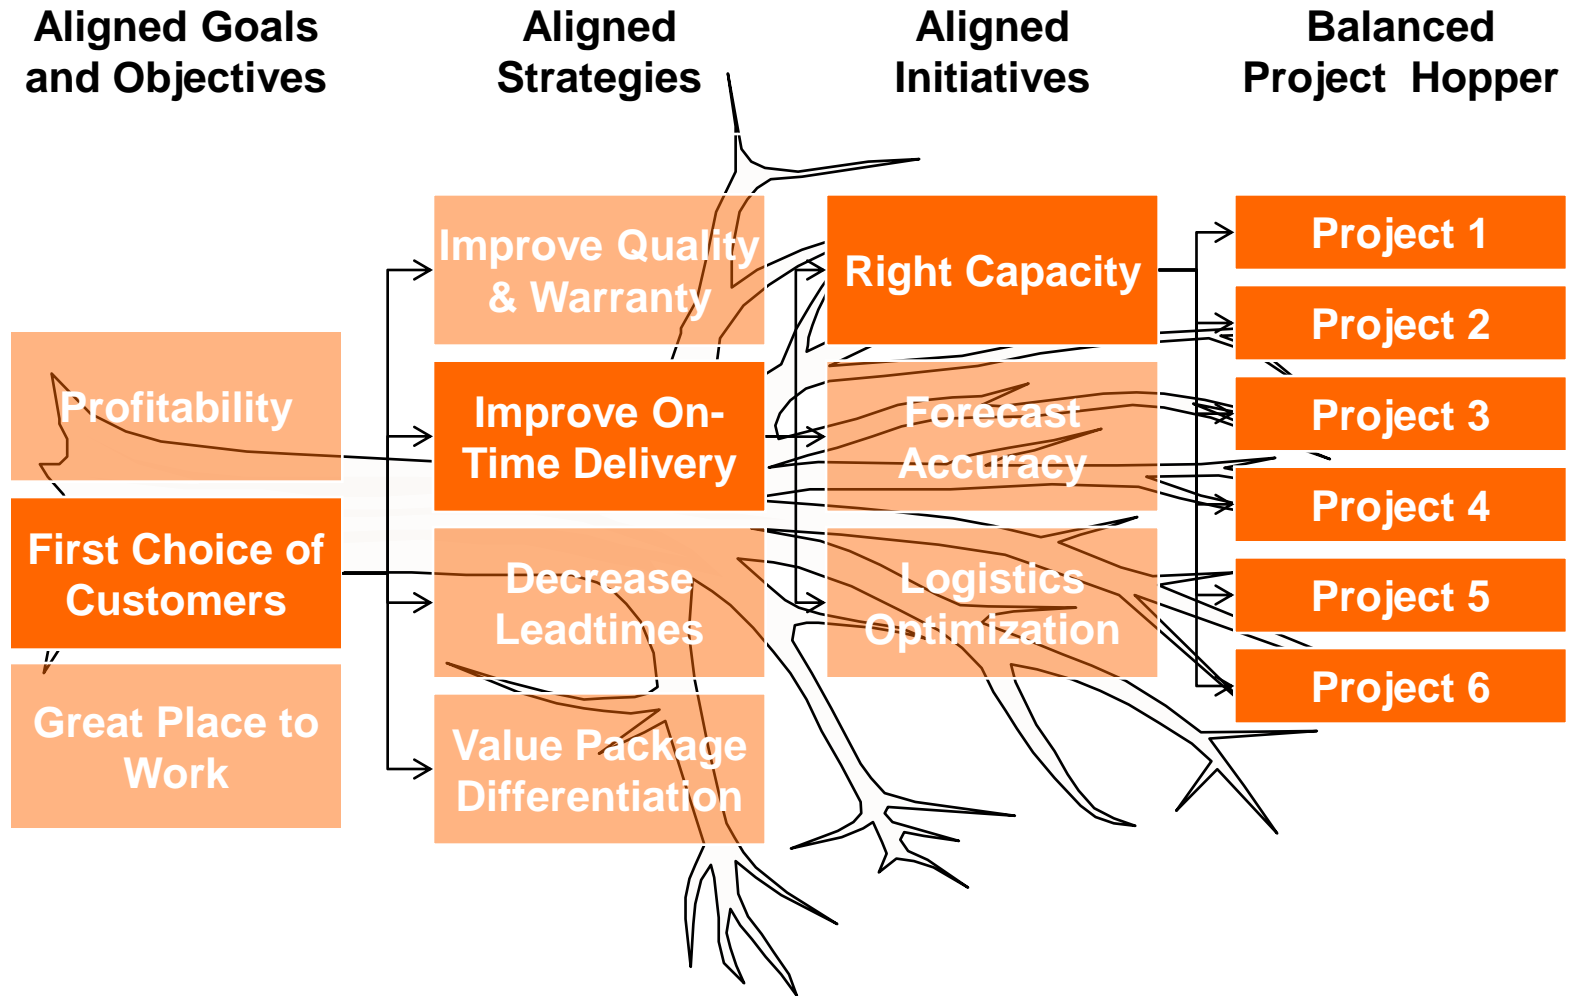 Aligned Goals
and Objectives
Aligned
Strategies
Aligned
Initiatives
Balanced
Project Hopper
Profitability
First Choice of
Customers
Great Place to
Work
Improve Quality
& Warranty
Improve On-
Time Delivery
Decrease
Leadtimes
Value Package
Differentiation
Right Capacity
Forecast
Accuracy
Logistics
Optimization
Project 1
Project 2
Project 3
Project 4
Project 5
Project 6